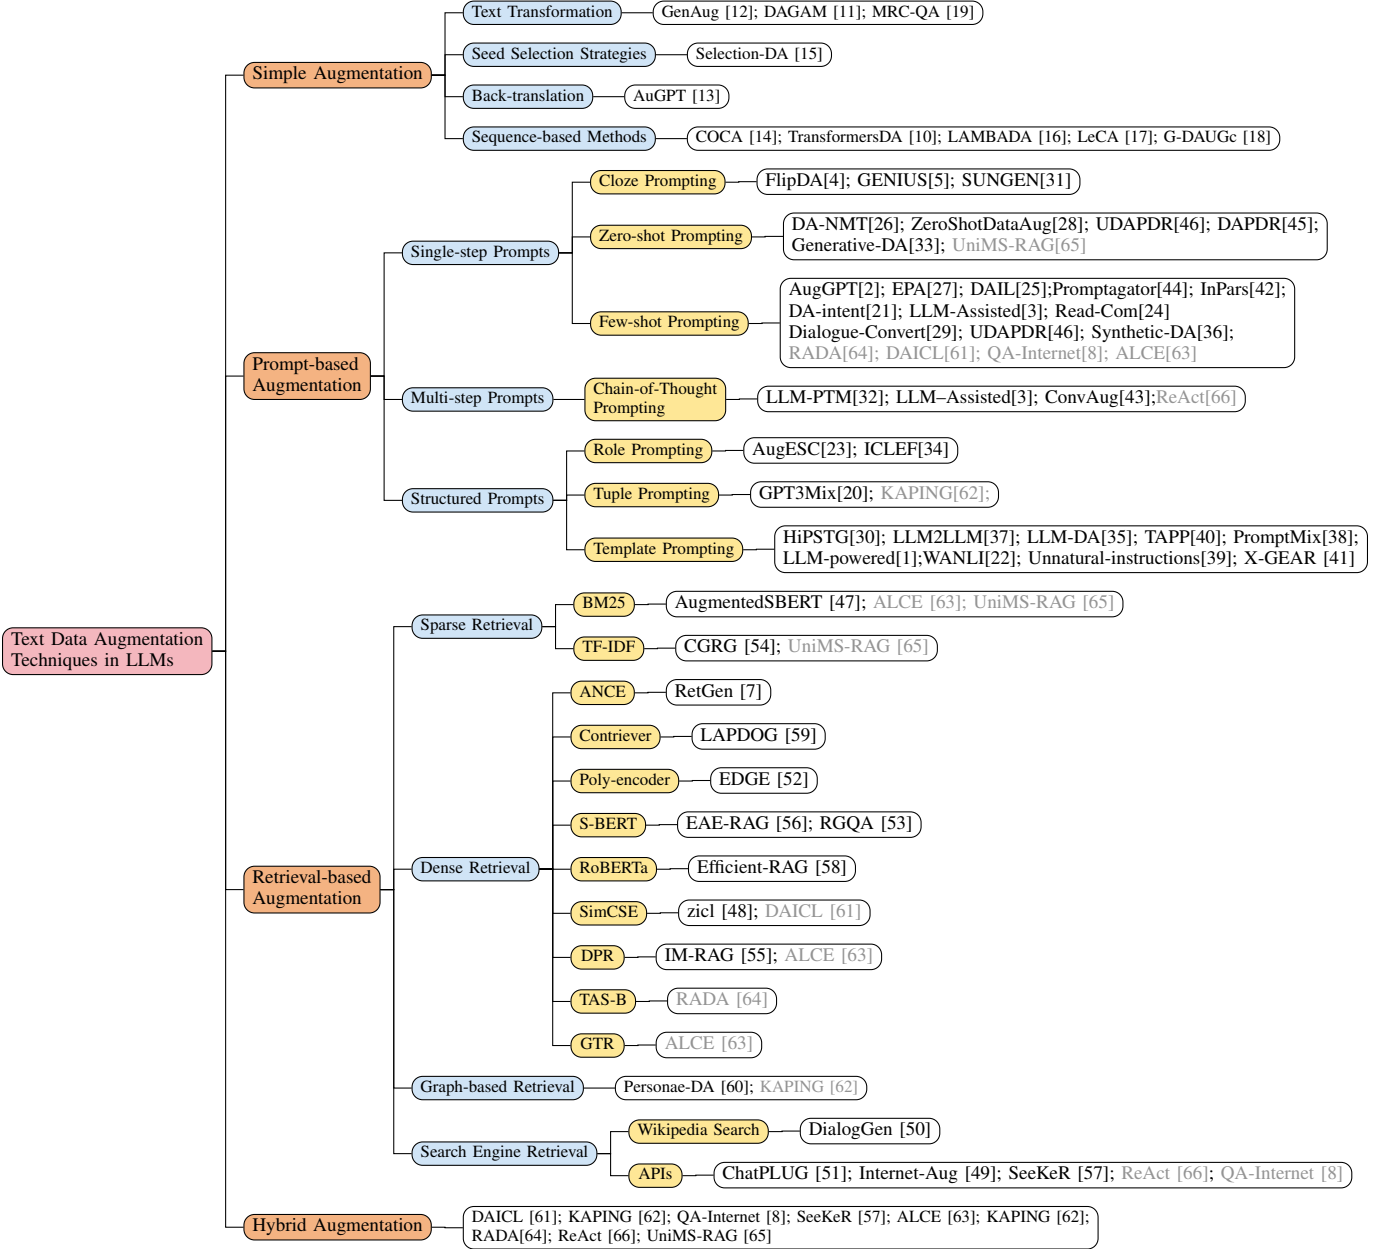 Text Transformation
GenAug [12]; DAGAM [11]; MRC-QA [19]
Seed Selection Strategies
Selection-DA [15]
Simple Augmentation
Back-translation
AuGPT [13]
Sequence-based Methods
COCA [14]; TransformersDA [10]; LAMBADA [16]; LeCA [17]; G-DAUGc [18]
Cloze Prompting
FlipDA[4]; GENIUS[5]; SUNGEN[31]
Single-step Prompts
Zero-shot Prompting
DA-NMT[26]; ZeroShotDataAug[28]; UDAPDR[46]; DAPDR[45];
Generative-DA[33]; UniMS-RAG[65]
Few-shot Prompting
AugGPT[2]; EPA[27]; DAIL[25];Promptagator[44]; InPars[42];
DA-intent[21]; LLM-Assisted[3]; Read-Com[24]
Dialogue-Convert[29]; UDAPDR[46]; Synthetic-DA[36];
RADA[64]; DAICL[61]; QA-Internet[8]; ALCE[63]
Prompt-based
Augmentation
Multi-step Prompts
Chain-of-Thought
Prompting
LLM-PTM[32]; LLM–Assisted[3]; ConvAug[43];ReAct[66]
Role Prompting
AugESC[23]; ICLEF[34]
Structured Prompts
Tuple Prompting
GPT3Mix[20]; KAPING[62];
Template Prompting
HiPSTG[30]; LLM2LLM[37]; LLM-DA[35]; TAPP[40]; PromptMix[38];
LLM-powered[1];WANLI[22]; Unnatural-instructions[39]; X-GEAR [41]
Text Data Augmentation
Techniques in LLMs
Sparse Retrieval
BM25
AugmentedSBERT [47]; ALCE [63]; UniMS-RAG [65]
TF-IDF
CGRG [54]; UniMS-RAG [65]
ANCE
RetGen [7]
Contriever
LAPDOG [59]
Poly-encoder
EDGE [52]
S-BERT
EAE-RAG [56]; RGQA [53]
Retrieval-based
Augmentation
Dense Retrieval
RoBERTa
Efficient-RAG [58]
SimCSE
zicl [48]; DAICL [61]
DPR
IM-RAG [55]; ALCE [63]
TAS-B
RADA [64]
GTR
ALCE [63]
Graph-based Retrieval
Personae-DA [60]; KAPING [62]
Search Engine Retrieval
Wikipedia Search
DialogGen [50]
APIs
ChatPLUG [51]; Internet-Aug [49]; SeeKeR [57]; ReAct [66]; QA-Internet [8]
Hybrid Augmentation
DAICL [61]; KAPING [62]; QA-Internet [8]; SeeKeR [57]; ALCE [63]; KAPING [62];
RADA[64]; ReAct [66]; UniMS-RAG [65]